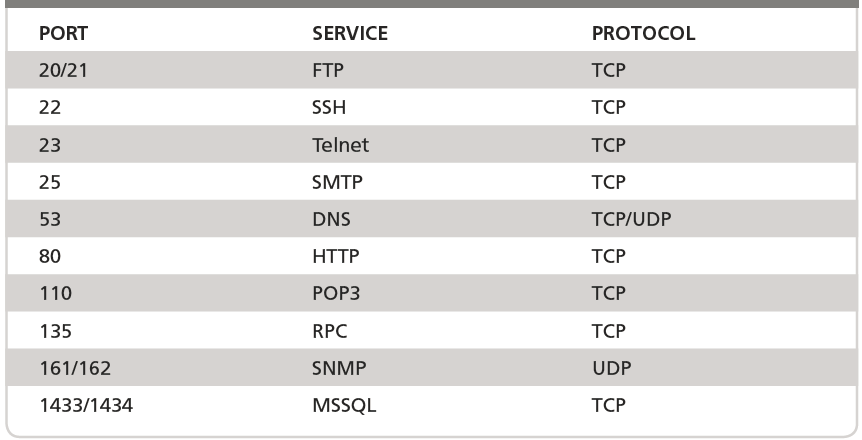 PORT SERVICE PROTOCOL
20/21 FTP TCP
22 SSH TCP
23 Telnet TCP
25 SMTP TCP
53 DNS TCP/UDP
80 HTTP TCP
110 POP3 TCP
135 RPC TCP
161/162 SNMP UDP
1433/1434 MSSQL TCP